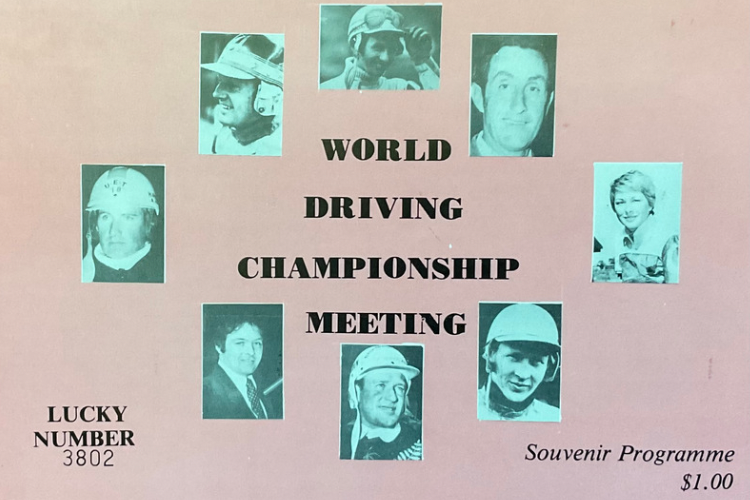 WORLD
DRIVING
CHAMPIONSHIP
MEETING
LUCKY
NUMBER
3802
Souvenir Programme
$1.00